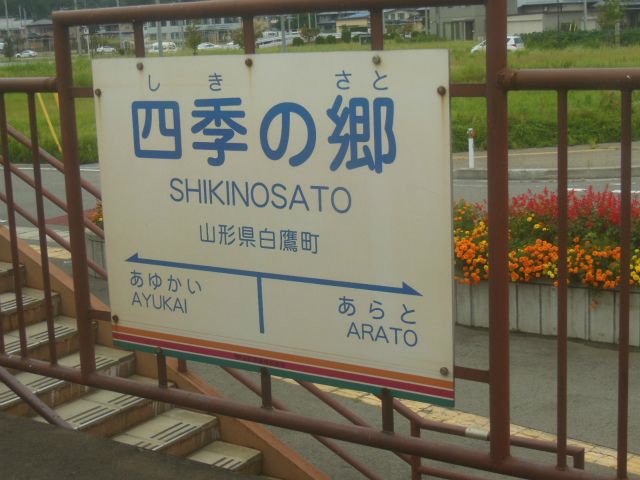 しき さと
四季の郷
SHIKINOSATO
山形県白鷹町
あゆかい
AYUKAI
あらと
ARATO